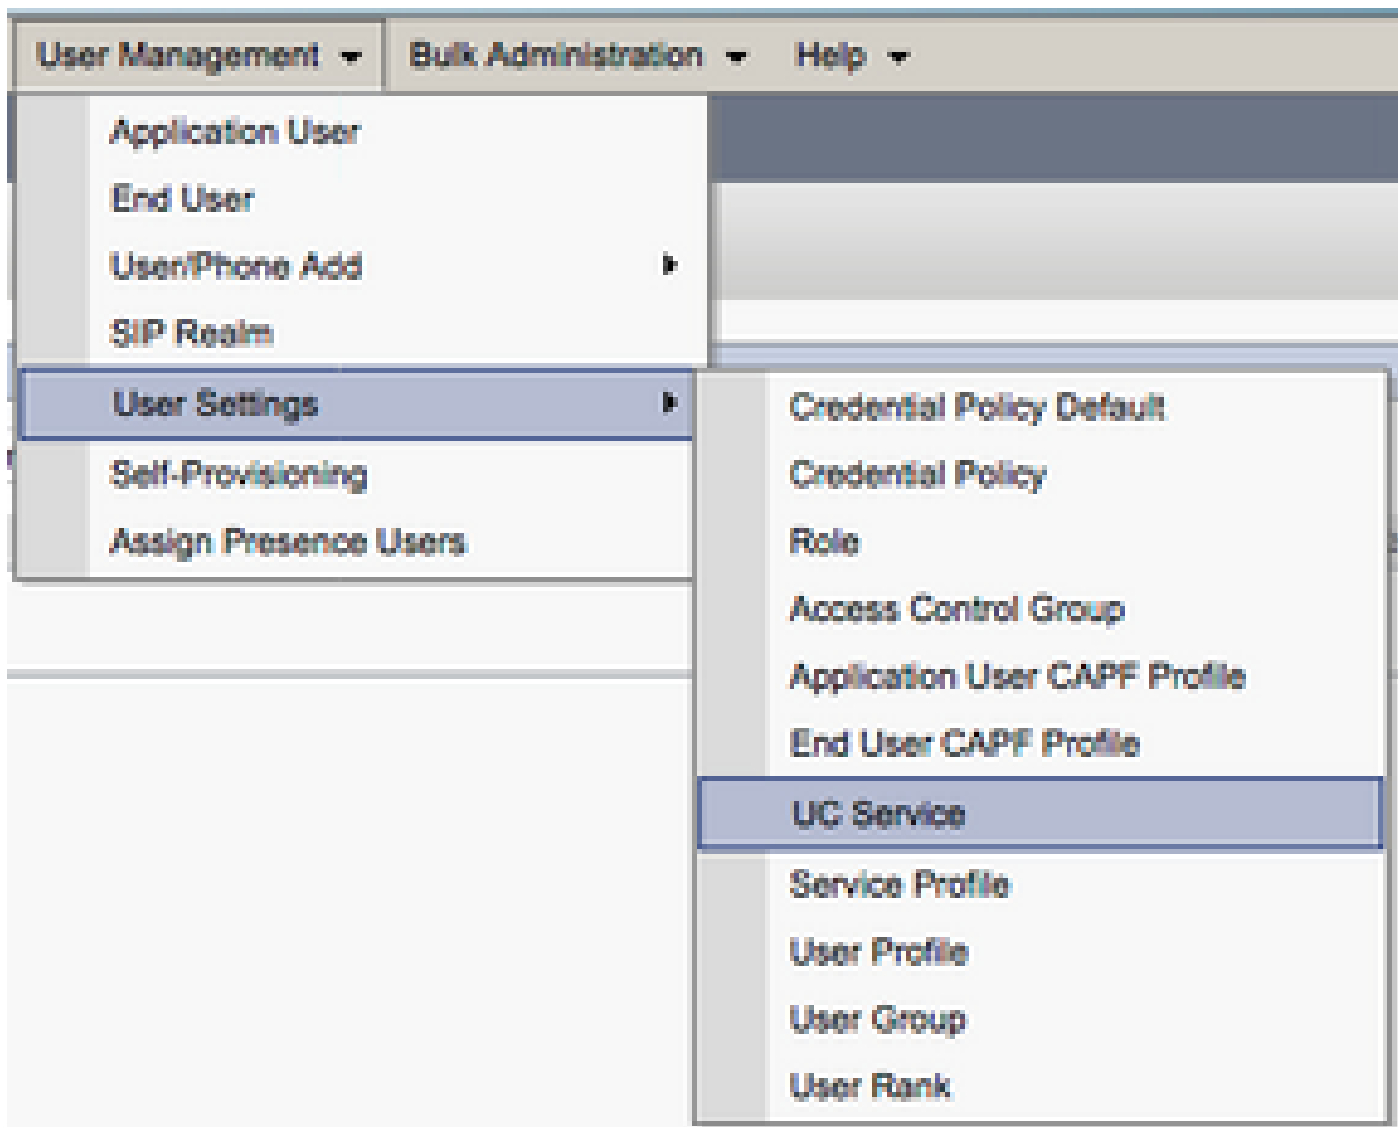 User Management Bulk Administration Help
Application User
End User
User/Phone Add
SIP Realm
User Settings
Self-Provisioning
Assign Presence Users
Credential Policy Default
Credential Policy
Role
Access Control Group
Application User CAPF Profile
End User CAPF Profile
UC Service
Service Profile
User Profile
User Group
User Rank